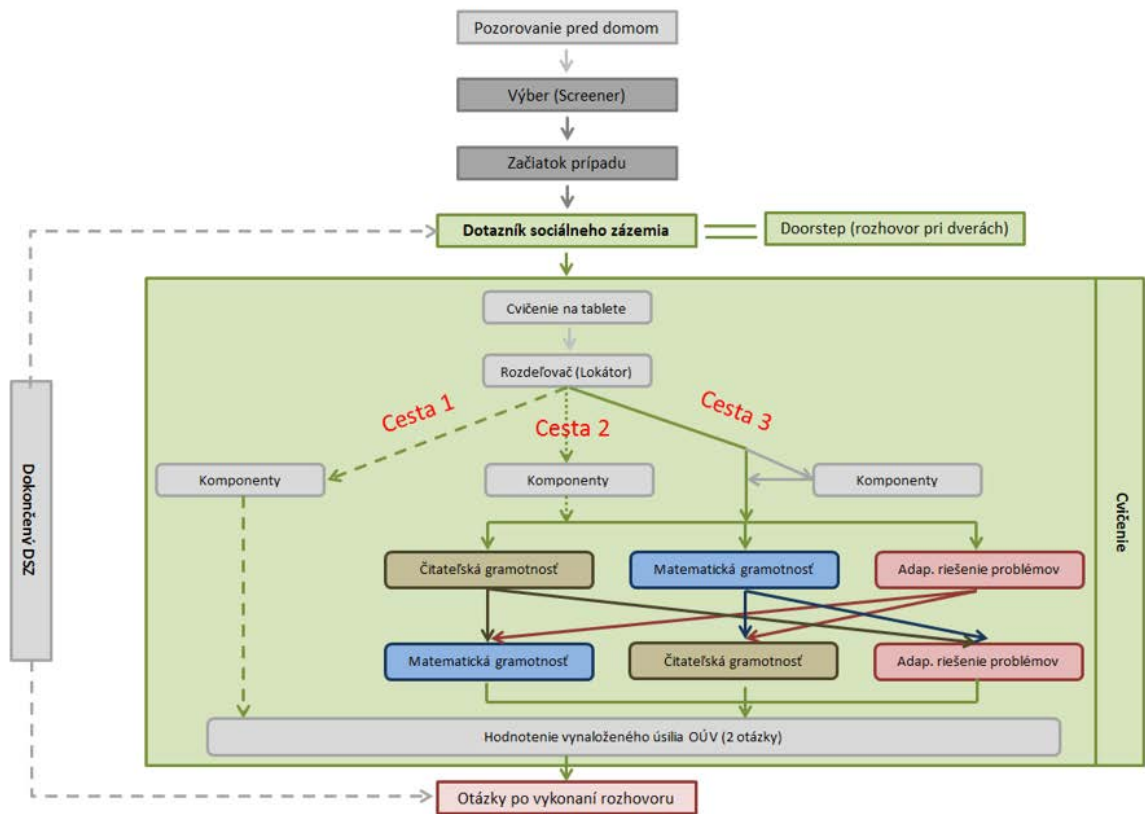 Pozorovanie pred domom
Výber (Screener)
Začiatok prípadu
Dotazník sociálneho zázemia
Doorstep (rozhovor pri dverách)
Cvičenie na tablete
Rozdeľovač (Lokátor)
Cesta 1
Cesta 2
Cesta 3
Komponenty
Komponenty
Komponenty
Dokončený DSZ
Cvičenie
Čitateľská gramotnosť
Matematická gramotnosť
Adap. riešenie problémov
Matematická gramotnosť
Čitateľská gramotnosť
Adap. riešenie problémov
Hodnotenie vynaloženého úsilia OÚV (2 otázky)
Otázky po vykonaní rozhovoru